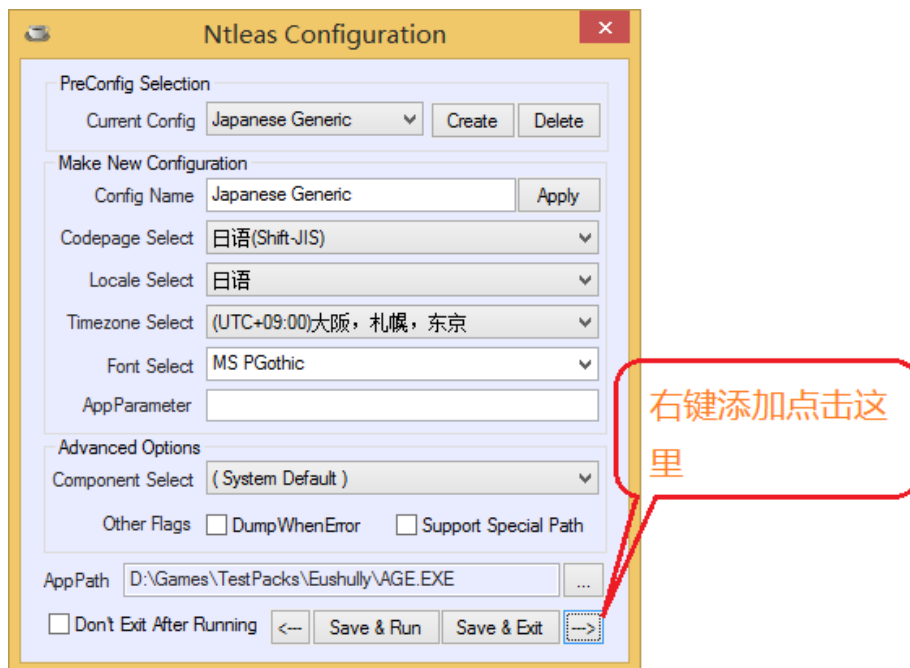 Ntleas Configuration
PreConfig Selection
Current Config Japanese Generic Create Delete
Make New Configuration
Config Name Japanese Generic Apply
Codepage Select 日语(Shift-JIS)
Locale Select 日语
Timezone Select (UTC+09:00)大阪，札幌，东京
Font Select MS PGothic
AppParameter
Advanced Options
Component Select ( System Default )
Other Flags DumpWhenError Support Special Path
AppPath D:\Games\TestPacks\Eushully\AGE.EXE ...
Don't Exit After Running <--- Save & Run Save & Exit --->
右键添加点击这
里